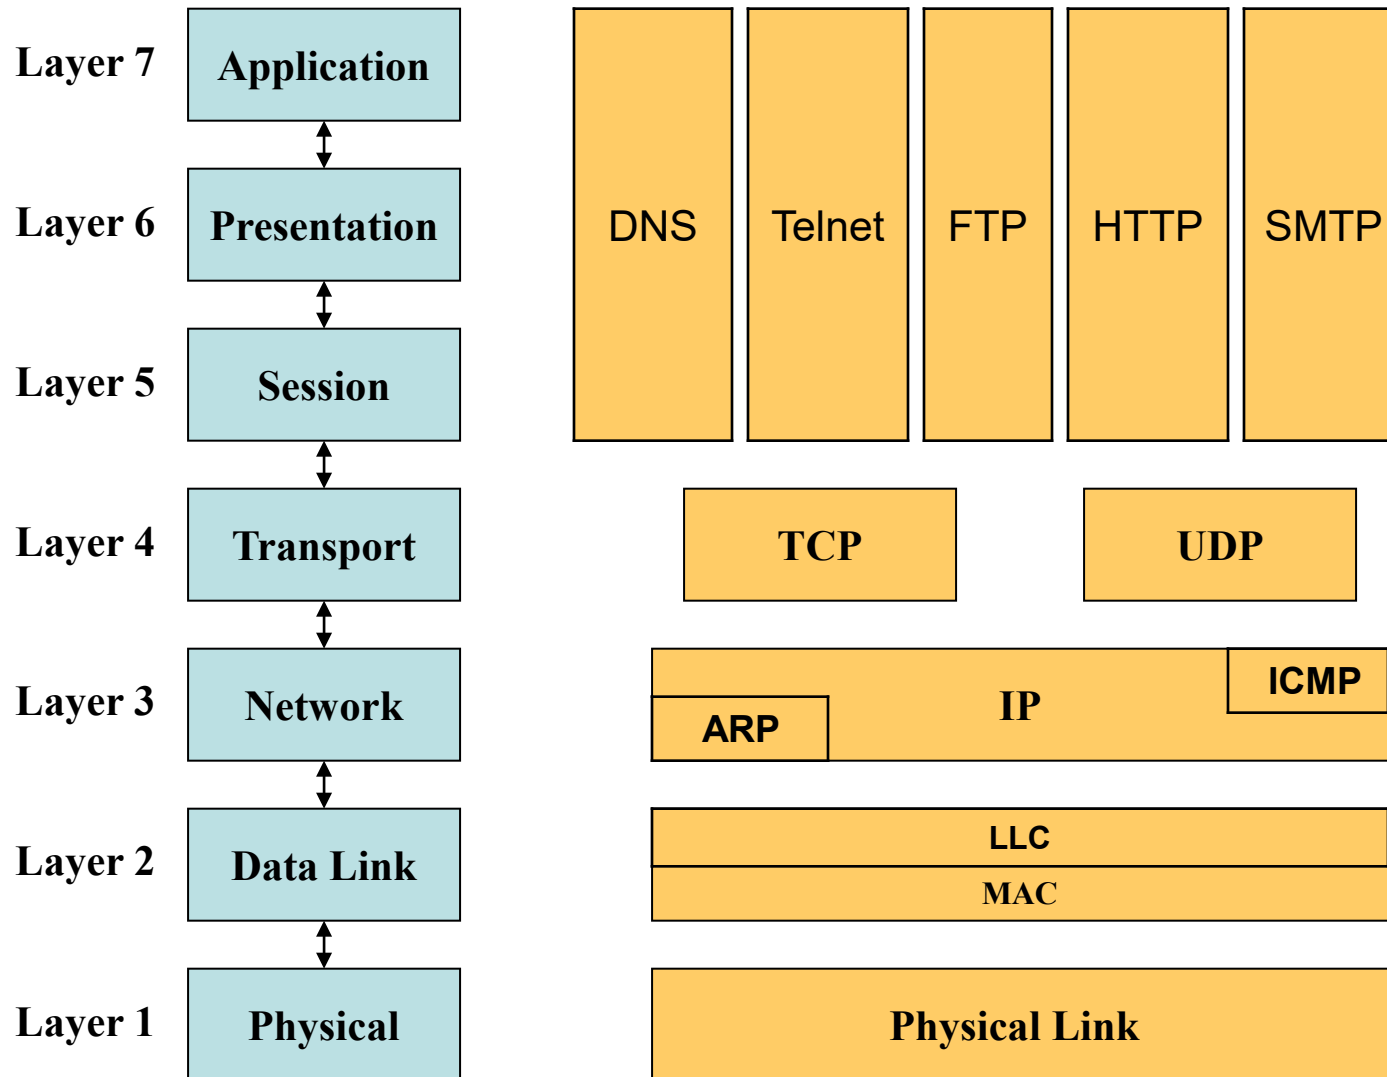 Layer 7
Application
Layer 6
Presentation
DNS
Telnet
FTP
HTTP
SMTP
Layer 5
Session
Layer 4
Transport
TCP
UDP
Layer 3
Network
ARP
IP
ICMP
Layer 2
Data Link
LLC
MAC
Layer 1
Physical
Physical Link